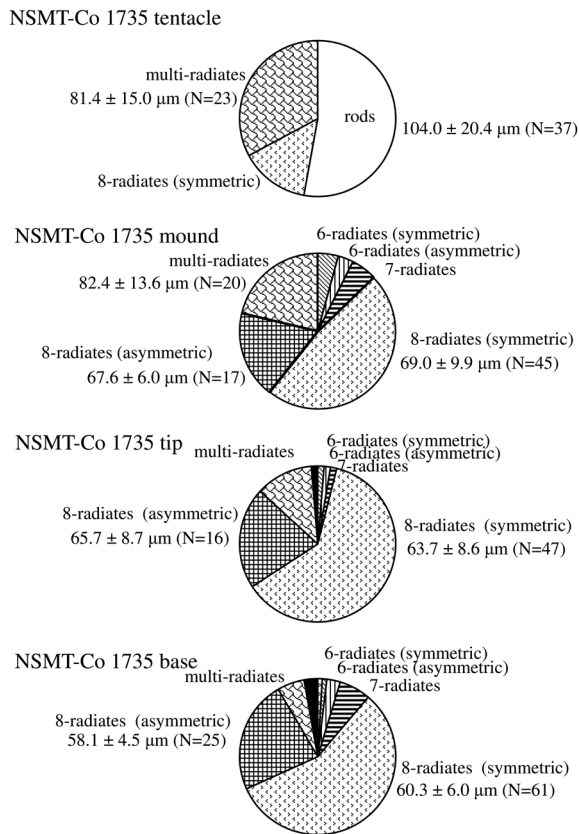 NSMT-Co 1735 tentacle
multi-radiates
81.4 ± 15.0 μm (N=23)
rods
104.0 ± 20.4 μm (N=37)
8-radiates (symmetric)
NSMT-Co 1735 mound
6-radiates (symmetric)
6-radiates (asymmetric)
7-radiates
multi-radiates
82.4 ± 13.6 μm (N=20)
8-radiates (symmetric)
69.0 ± 9.9 μm (N=45)
8-radiates (asymmetric)
67.6 ± 6.0 μm (N=17)
NSMT-Co 1735 tip
6-radiates (symmetric)
6-radiates (asymmetric)
7-radiates
multi-radiates
8-radiates (asymmetric)
65.7 ± 8.7 μm (N=16)
8-radiates (symmetric)
63.7 ± 8.6 μm (N=47)
NSMT-Co 1735 base
6-radiates (symmetric)
6-radiates (asymmetric)
7-radiates
multi-radiates
8-radiates (asymmetric)
58.1 ± 4.5 μm (N=25)
8-radiates (symmetric)
60.3 ± 6.0 μm (N=61)